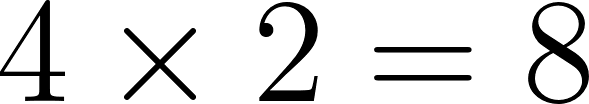 4 × 2 = 8